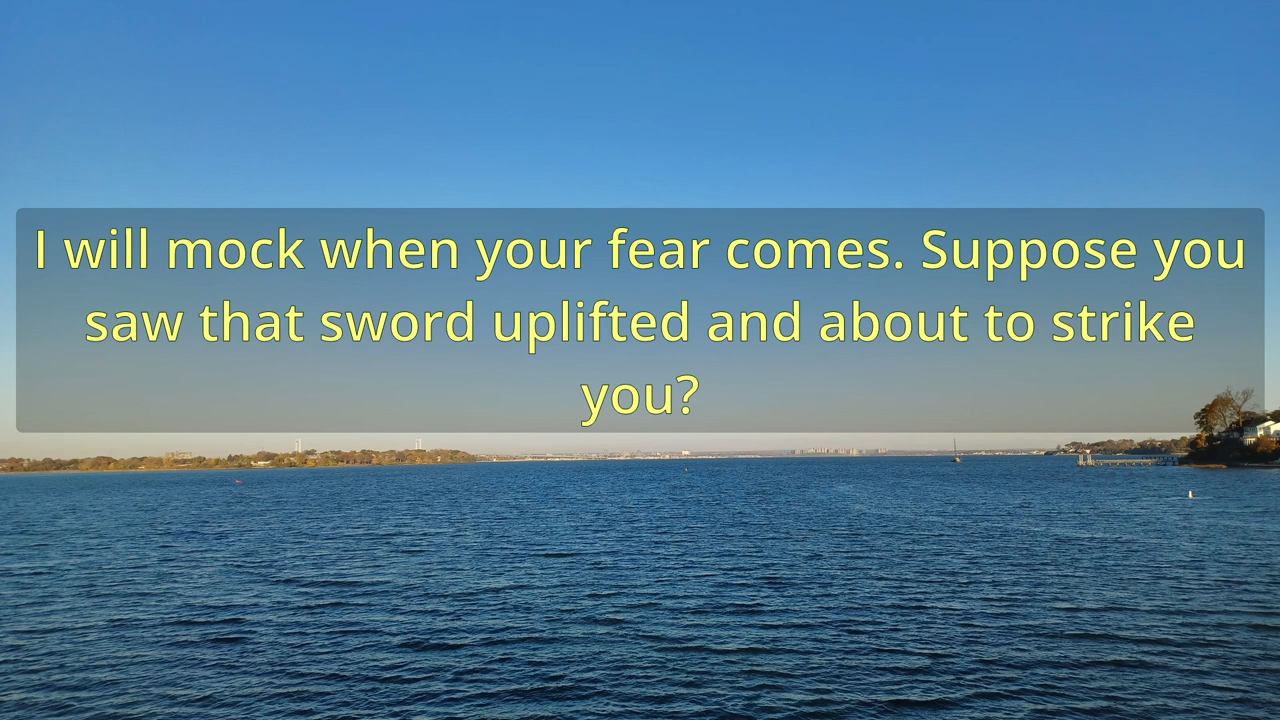 I will mock when your fear comes. Suppose you
saw that sword uplifted and about to strike
you?